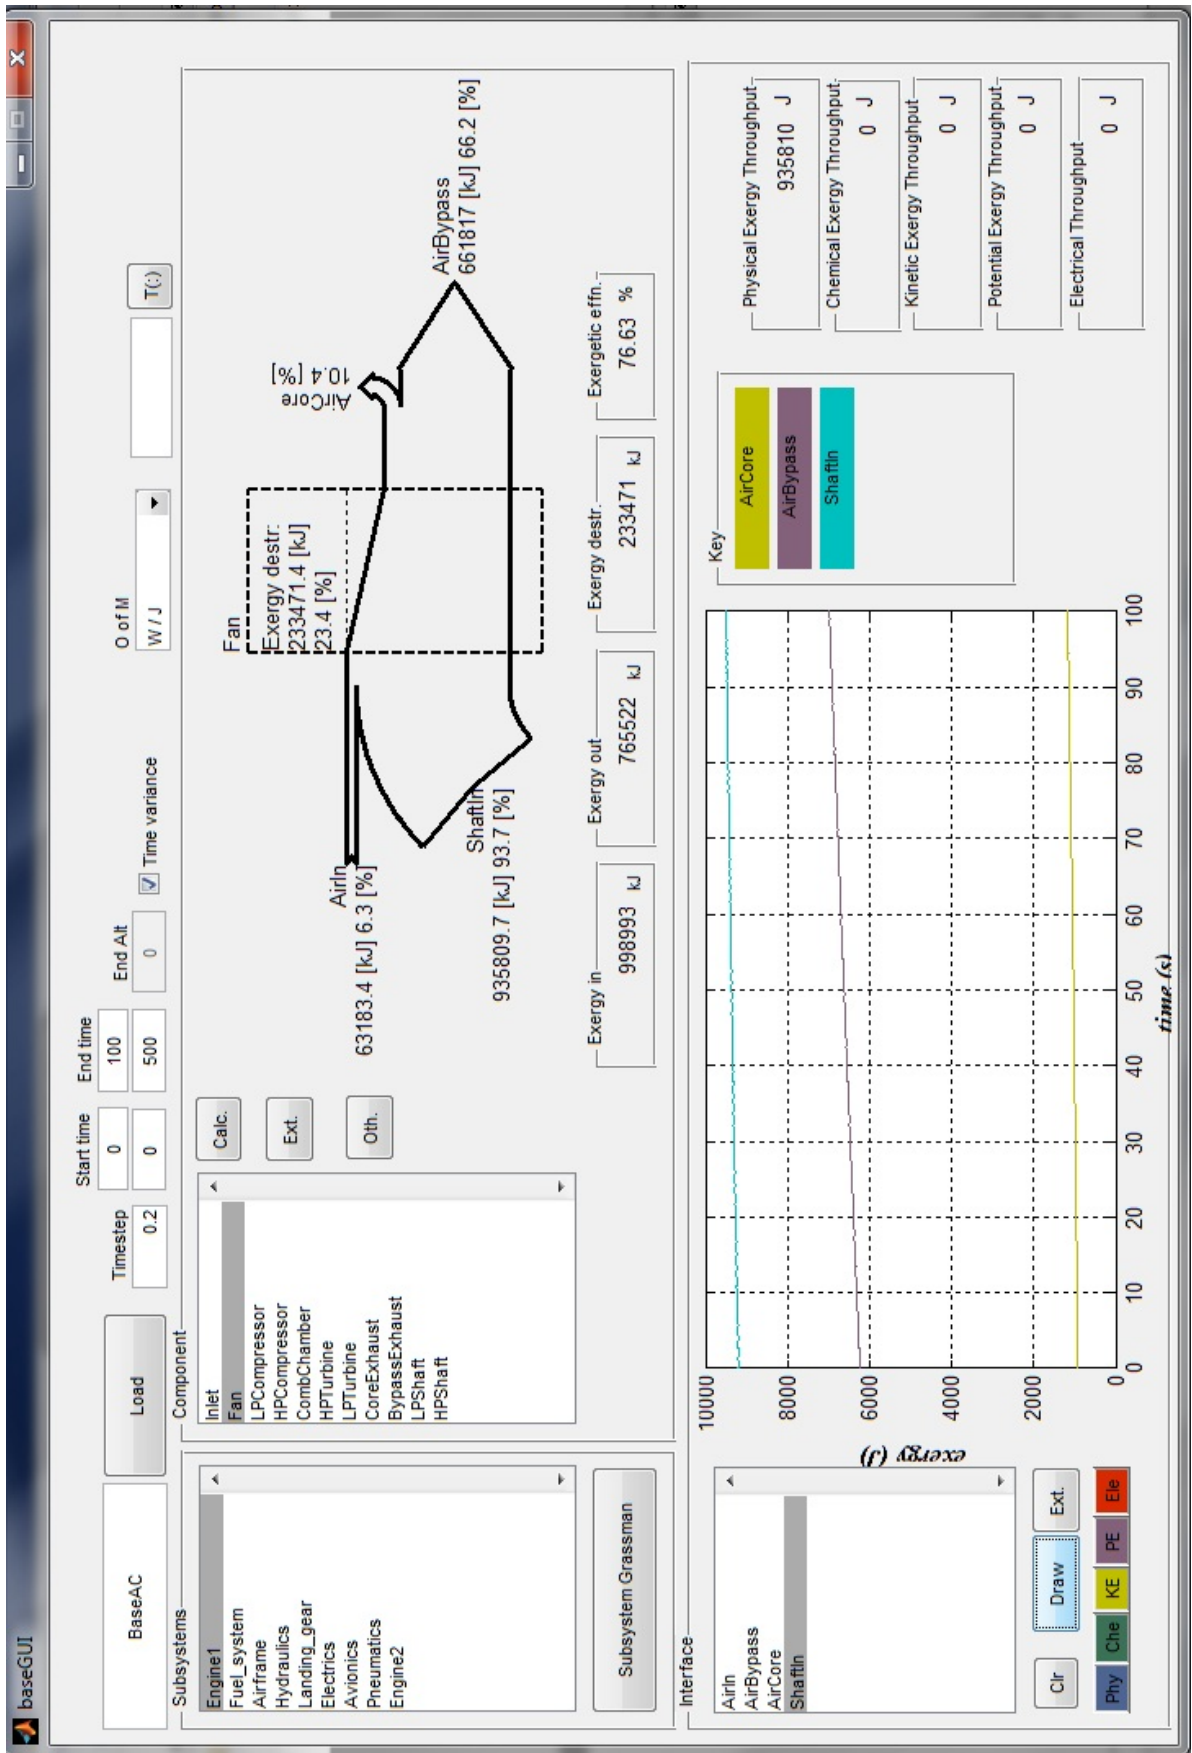 baseGUI
BaseAC
Load
Timestep
0.2
Start time
0
0
End time
100
500
End Alt
0
Time variance
O of M
W / J
T(:)
Subsystems
Engine1
Fuel_system
Airframe
Hydraulics
Landing_gear
Electrics
Avionics
Pneumatics
Engine2
Subsystem Grassman
Component
Inlet
Fan
LPCompressor
HPCompressor
CombChamber
HPTurbine
LPTurbine
CoreExhaust
BypassExhaust
LPShaft
HPShaft
Calc.
Ext.
Oth.
Fan
Exergy destr:
233471.4 [kJ]
23.4 [%]
AirIn
63183.4 [kJ] 6.3 [%]
ShaftIn
935809.7 [kJ] 93.7 [%]
AirCore
10.4 [%]
AirBypass
661817 [kJ] 66.2 [%]
Exergy in
998993 kJ
Exergy out
765522 kJ
Exergy destr.
233471 kJ
Exergetic effn.
76.63 %
Interface
AirIn
AirBypass
AirCore
ShaftIn
Clr
Draw
Ext.
Phy
Che
KE
PE
Ele
exergy (J)
10000
8000
6000
4000
2000
0
0 10 20 30 40 50 60 70 80 90 100
time (s)
Key
AirCore
AirBypass
ShaftIn
Physical Exergy Throughput
935810 J
Chemical Exergy Throughput
0 J
Kinetic Exergy Throughput
0 J
Potential Exergy Throughput
0 J
Electrical Throughput
0 J